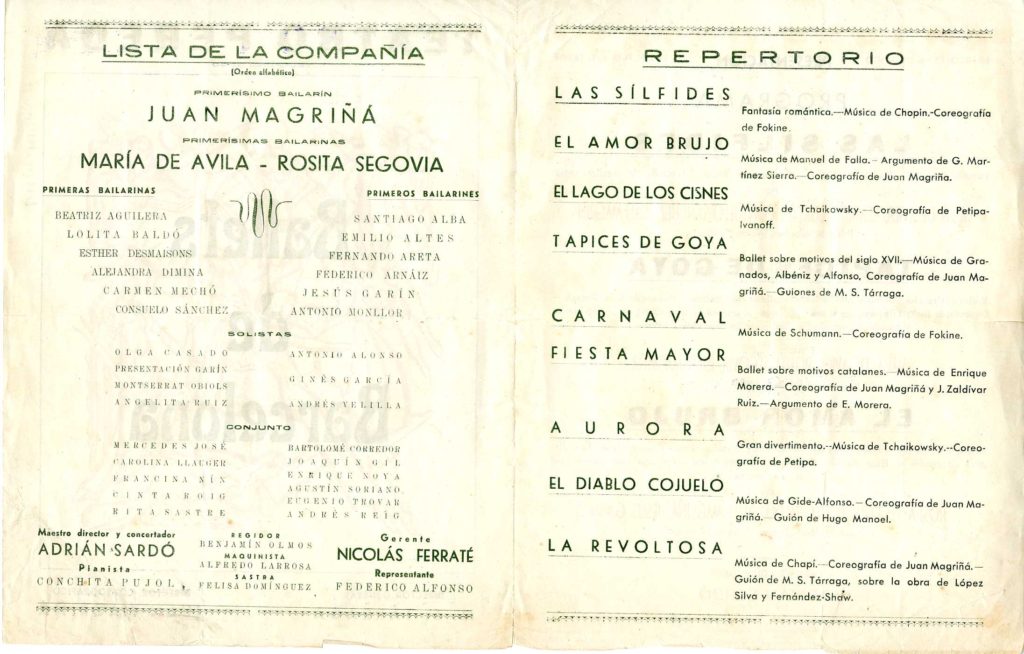 LISTA DE LA COMPAÑÍA
(Orden alfabético)
PRIMERÍSIMO BAILARÍN
JUAN MAGRIÑÁ
PRIMERÍSIMAS BAILARINAS
MARÍA DE AVILA - ROSITA SEGOVIA
PRIMERAS BAILARINAS
BEATRIZ AGUILERA
LOLITA BALDÓ
ESTHER DESMAISONS
ALEJANDRA DIMINA
CARMEN MECHÓ
CONSUELO SÁNCHEZ
PRIMEROS BAILARINES
SANTIAGO ALBA
EMILIO ALTES
FERNANDO ARETA
FEDERICO ARNÁIZ
JESÚS GARÍN
ANTONIO MONLLOR
SOLISTAS
OLGA CASADO
PRESENTACIÓN GARÍN
MONTSERRAT OBIOLS
ANGELITA RUIZ
ANTONIO ALONSO
GINÉS GARCÍA
ANDRÉS VELILLA
CONJUNTO
MERCEDES JOSÉ
CAROLINA LLAUGER
FRANCINA NÍN
CINTA ROIG
RITA SASTRE
BARTOLOMÉ CORREDOR
JOAQUÍN GIL
ENRIQUE NOYA
AGUSTÍN SORIANO
EUGENIO TROVAR
ANDRÉS REIG
Maestro director y concertador
ADRIÁN SARDÓ
Pianista
CONCHITA PUJOL
REGIDOR
BENJAMÍN OLMOS
MAQUINISTA
ALFREDO LARROSA
SASTRA
FELISA DOMÍNGUEZ
Gerente
NICOLÁS FERRATÉ
Representante
FEDERICO ALFONSO
REPERTORIO
LAS SÍLFIDES
Fantasía romántica.—Música de Chopin.-Coreografía
de Fokine.
EL AMOR BRUJO
Música de Manuel de Falla.- Argumento de G. Mar-
tínez Sierra.—Coreografía de Juan Magriña.
EL LAGO DE LOS CISNES
Música de Tchaikowsky.—Coreografía de Petipa-
Ivanoff.
TAPICES DE GOYA
Ballet sobre motivos del siglo XVII.—Música de Gra-
nados, Albéniz y Alfonso, Coreografía de Juan Ma-
griñá.—Guiones de M. S. Tárraga.
CARNAVAL
Música de Schumann.—Coreografía de Fokine.
FIESTA MAYOR
Ballet sobre motivos catalanes.—Música de Enrique
Morera.—Coreografía de Juan Magriñá y J. Zaldívar
Ruiz.—Argumento de E. Morera.
AURORA
Gran divertimento.--Música de Tchaikowsky.--Coreo-
grafía de Petipa.
EL DIABLO COJUELO
Música de Gide-Alfonso.—Coreografía de Juan Ma-
griñá.—Guión de Hugo Manoel.
LA REVOLTOSA
Música de Chapí.—Coreografía de Juan Magriñá.—
Guión de M. S. Tárraga, sobre la obra de López
Silva y Fernández-Shaw.